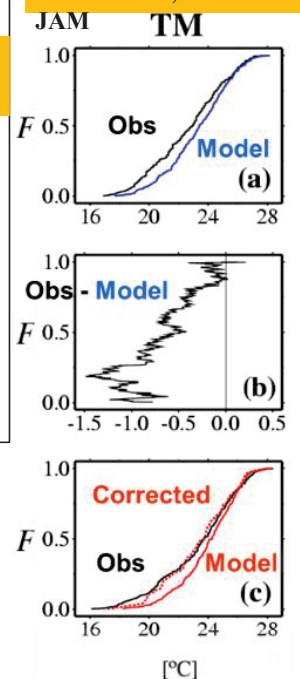 JAM TM
1.0
Obs
F 0.5
Model
(a)
0.0
16 20 24 28
1.0
Obs - Model
F 0.5
(b)
0.0
-1.5 -1.0 -0.5 0.0 0.5
1.0
Corrected
F 0.5
Obs Model
(c)
0.0
16 20 24 28
[ºC]